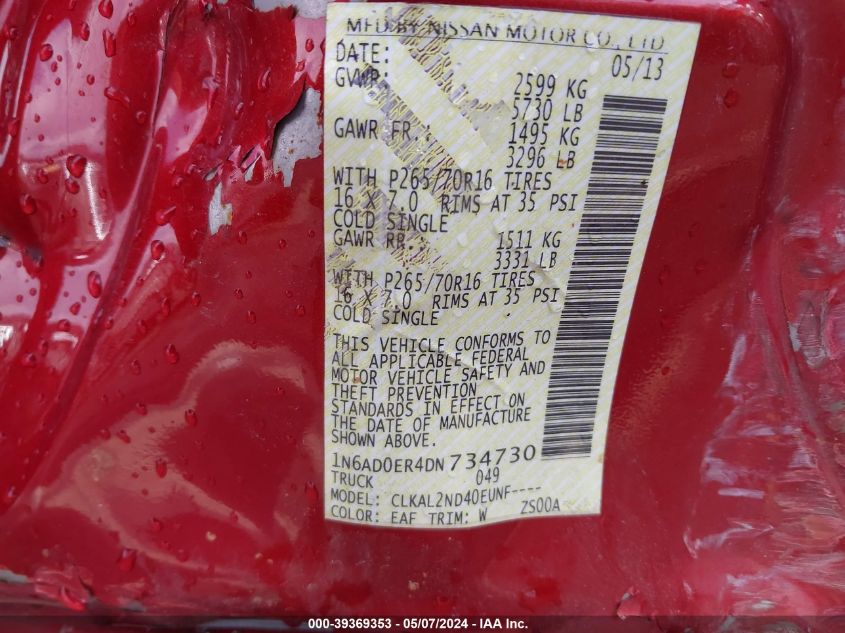 MFD BY NISSAN MOTOR CO., LTD
DATE: 05/13
GVWR: 2599 KG
5730 LB
GAWR FR. 1495 KG
3296 LB
WITH P265/70R16 TIRES
16 X 7.0 RIMS AT 35 PSI
COLD SINGLE
GAWR RR. 1511 KG
3331 LB
WITH P265/70R16 TIRES
16 X 7.0 RIMS AT 35 PSI
COLD SINGLE
THIS VEHICLE CONFORMS TO
ALL APPLICABLE FEDERAL
MOTOR VEHICLE SAFETY AND
THEFT PREVENTION
STANDARDS IN EFFECT ON
THE DATE OF MANUFACTURE
SHOWN ABOVE.
1N6AD0ER4DN734730
TRUCK 049
MODEL: CLKAL2ND40EUNF----
COLOR: EAF TRIM: W ZS00A
000-39369353 - 05/07/2024 - IAA Inc.